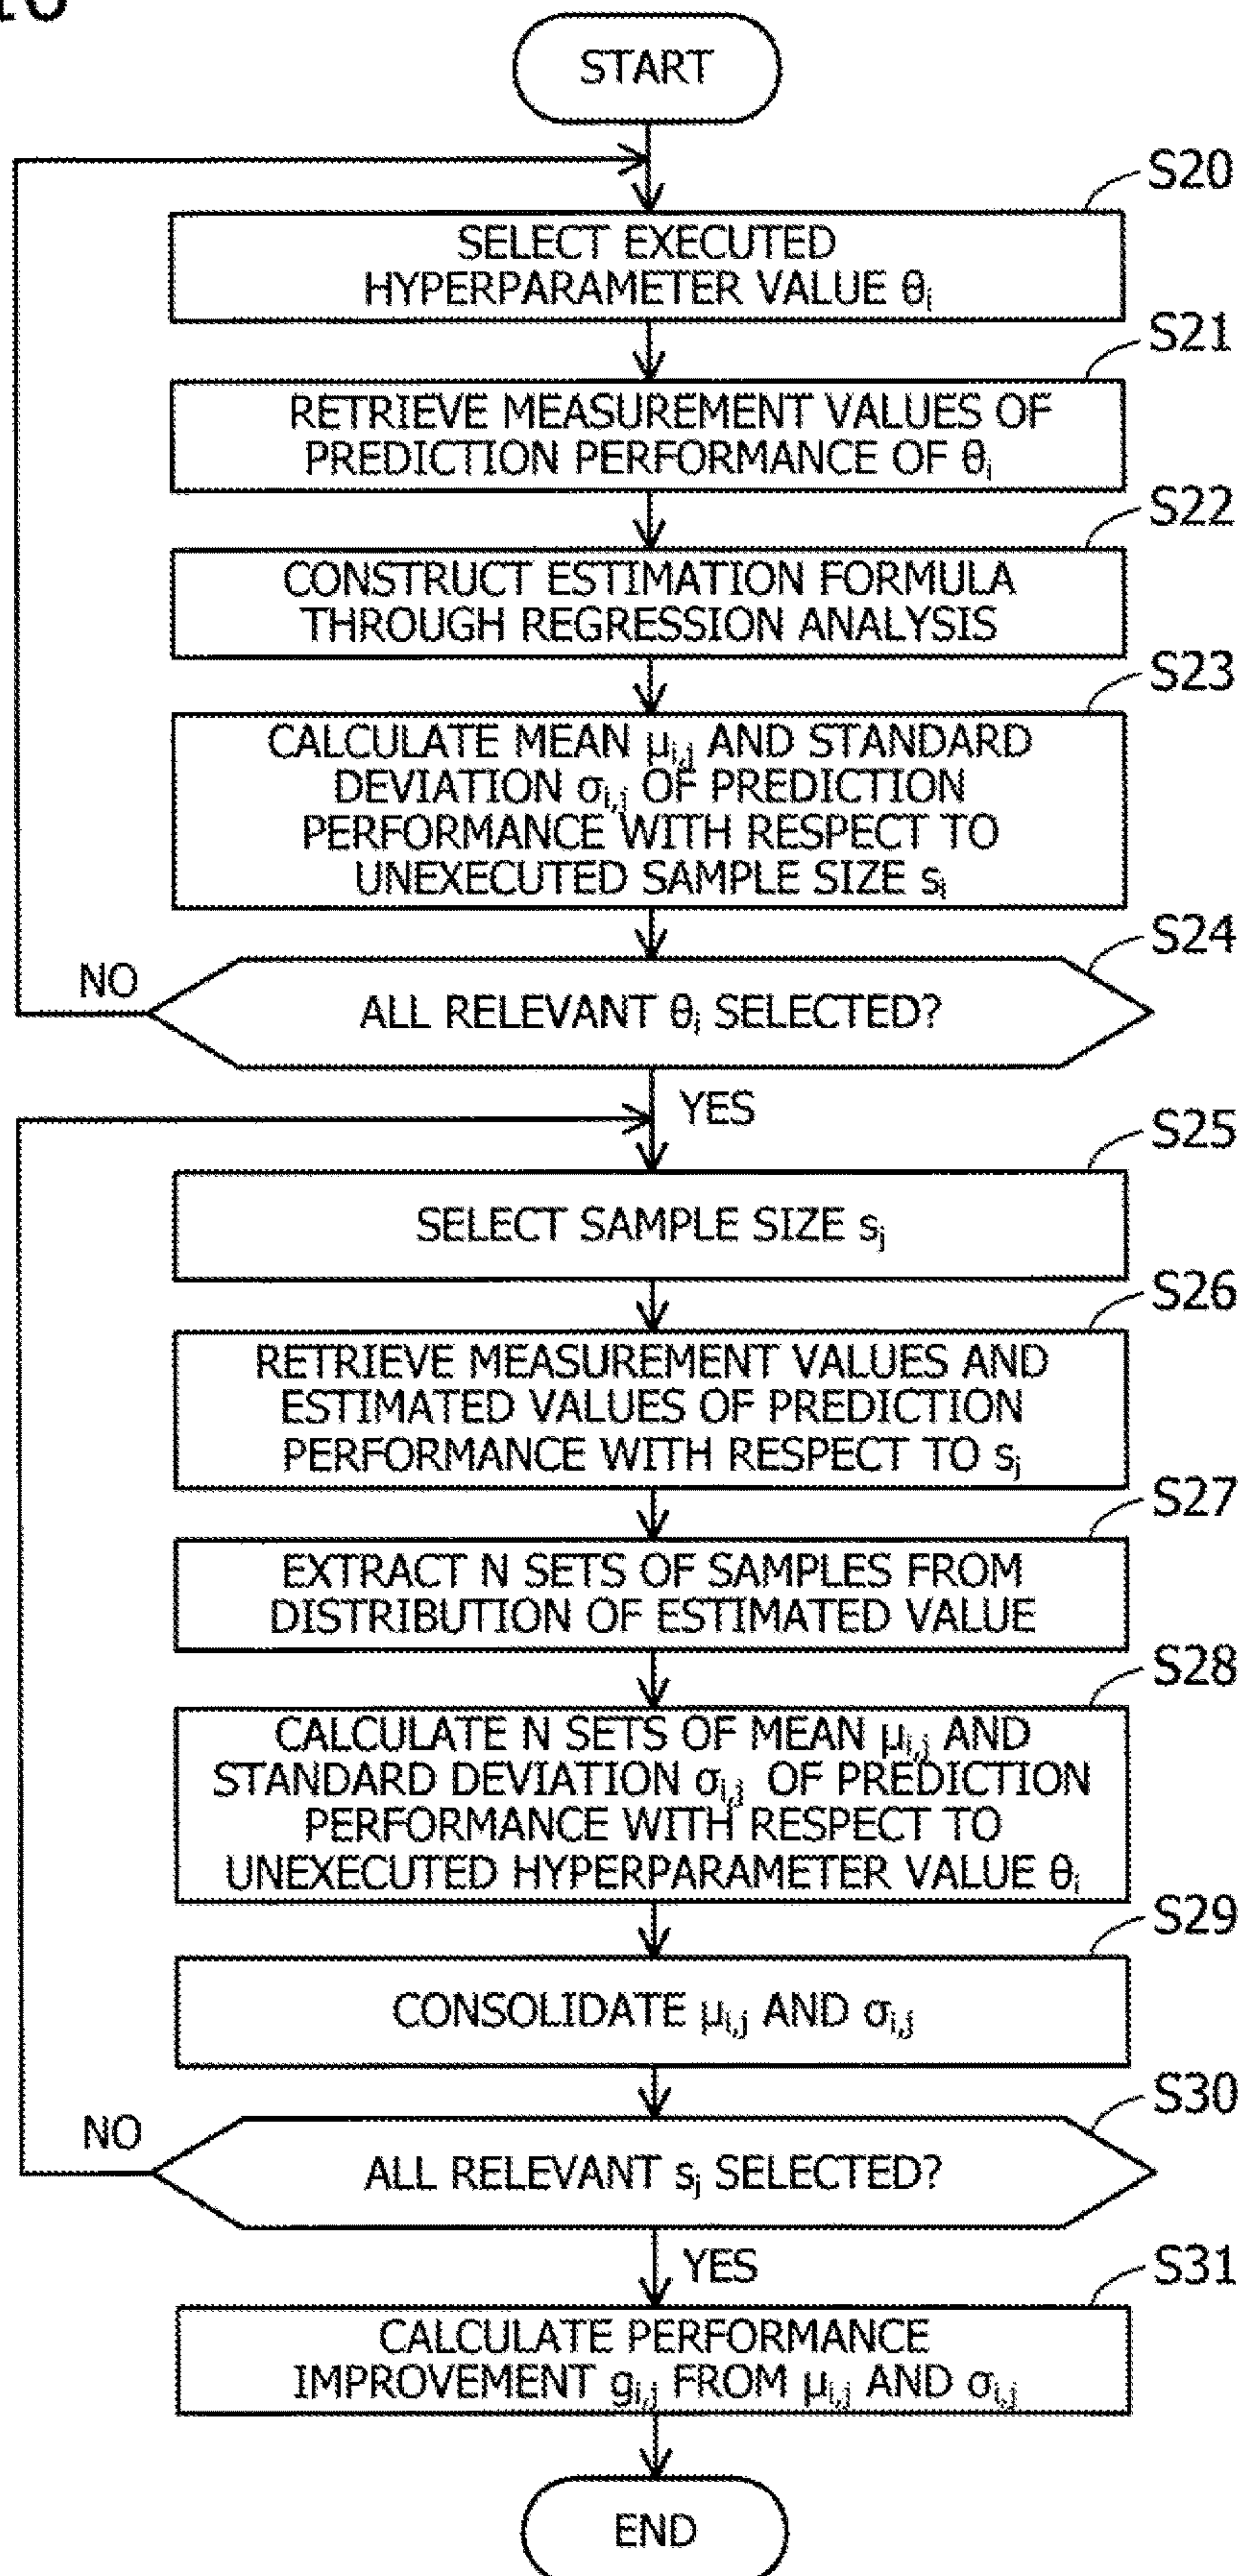 START
S20
SELECT EXECUTED
HYPERPARAMETER VALUE θi
S21
RETRIEVE MEASUREMENT VALUES OF
PREDICTION PERFORMANCE OF θi
S22
CONSTRUCT ESTIMATION FORMULA
THROUGH REGRESSION ANALYSIS
S23
CALCULATE MEAN μi,j AND STANDARD
DEVIATION σi,j OF PREDICTION
PERFORMANCE WITH RESPECT TO
UNEXECUTED SAMPLE SIZE sj
S24
NO
ALL RELEVANT θi SELECTED?
YES
S25
SELECT SAMPLE SIZE sj
S26
RETRIEVE MEASUREMENT VALUES AND
ESTIMATED VALUES OF PREDICTION
PERFORMANCE WITH RESPECT TO sj
S27
EXTRACT N SETS OF SAMPLES FROM
DISTRIBUTION OF ESTIMATED VALUE
S28
CALCULATE N SETS OF MEAN μi,j AND
STANDARD DEVIATION σi,j OF PREDICTION
PERFORMANCE WITH RESPECT TO
UNEXECUTED HYPERPARAMETER VALUE θi
S29
CONSOLIDATE μi,j AND σi,j
S30
NO
ALL RELEVANT sj SELECTED?
YES
S31
CALCULATE PERFORMANCE
IMPROVEMENT gi,j FROM μi,j AND σi,j
END